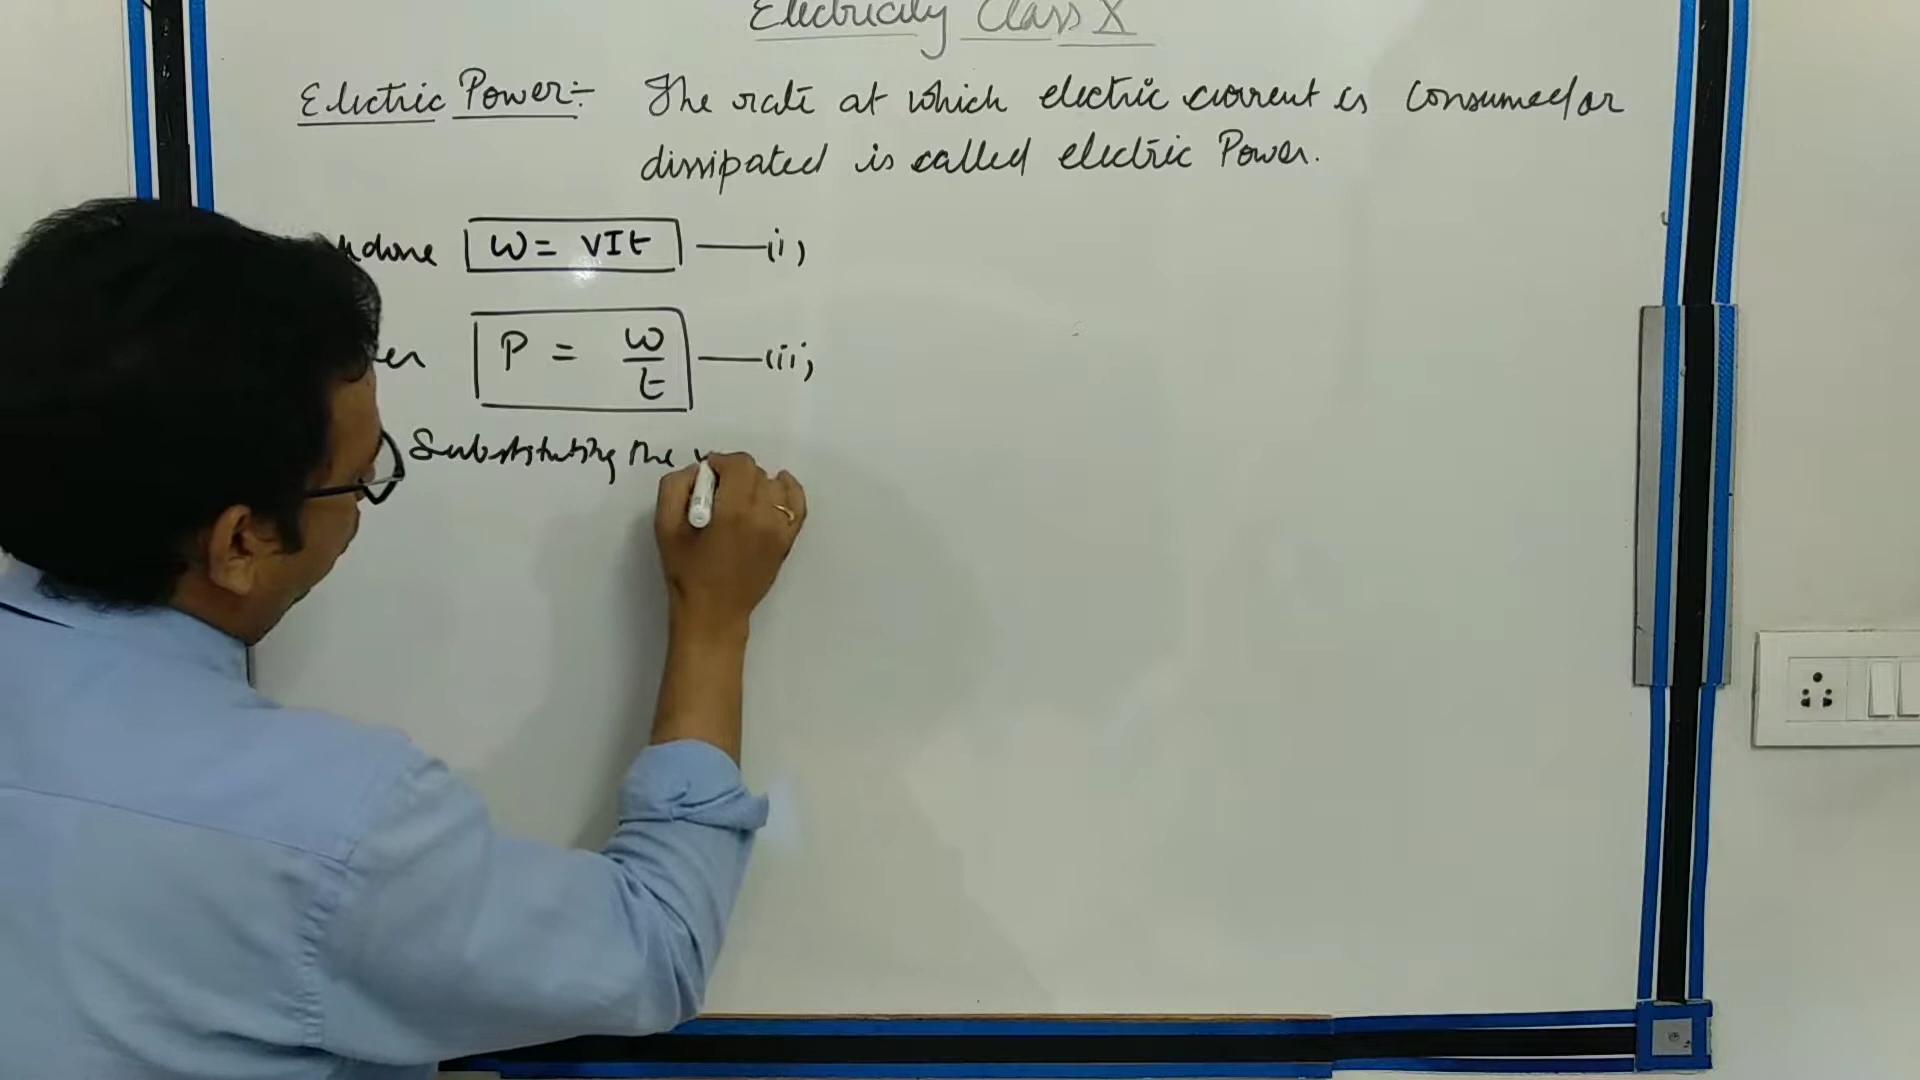 Electricity Class X
Electric Power:- The rate at which electric current is consumed/or
dissipated is called electric Power.
done W = VIt (i)
P = W/t (ii)
Substituting the